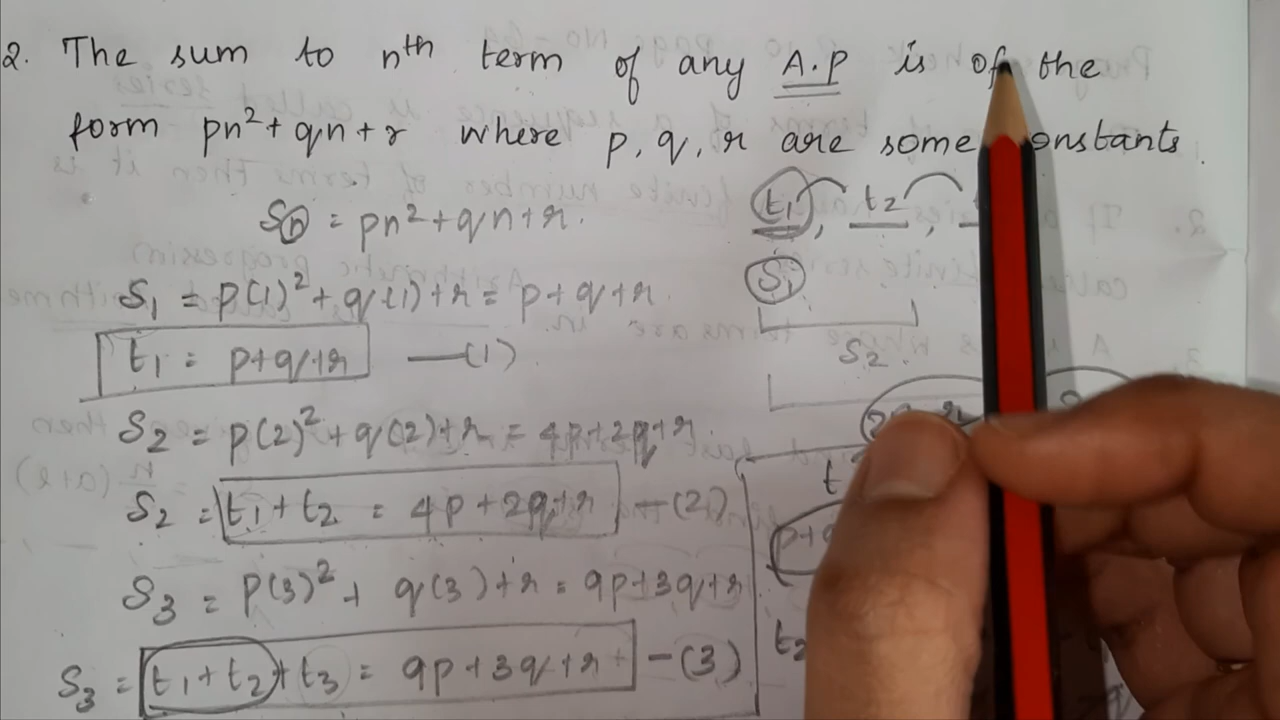 2. The sum to nth term of any A.P is of the
form pn²+qn+r where p, q, r are some constants.
Sn = pn²+qn+r.
t1, t2,
S1 = p(1)²+q(1)+r = p+q+r
S1
t1 = p+q+r —(1)
S2
S2 = p(2)²+q(2)+r = 4p+2q+r.
S2 = t1+t2 = 4p+2q+r —(2)
t
p+q
S3 = p(3)²+ q(3)+r = 9p+3q+r
t2
S3 = t1+t2+t3 = 9p+3q+r —(3)